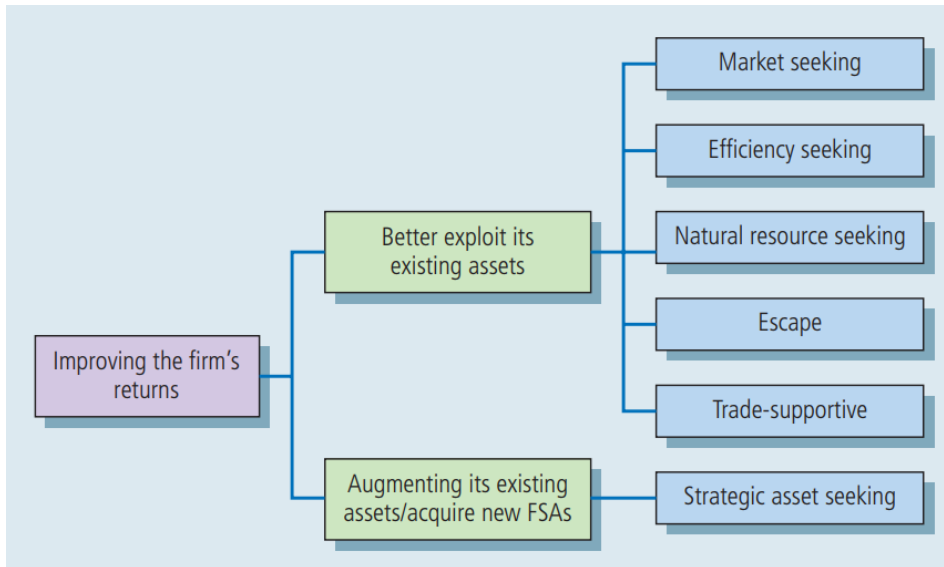 Market seeking
Efficiency seeking
Better exploit its
existing assets
Natural resource seeking
Escape
Improving the firm’s
returns
Trade-supportive
Augmenting its existing
assets/acquire new FSAs
Strategic asset seeking